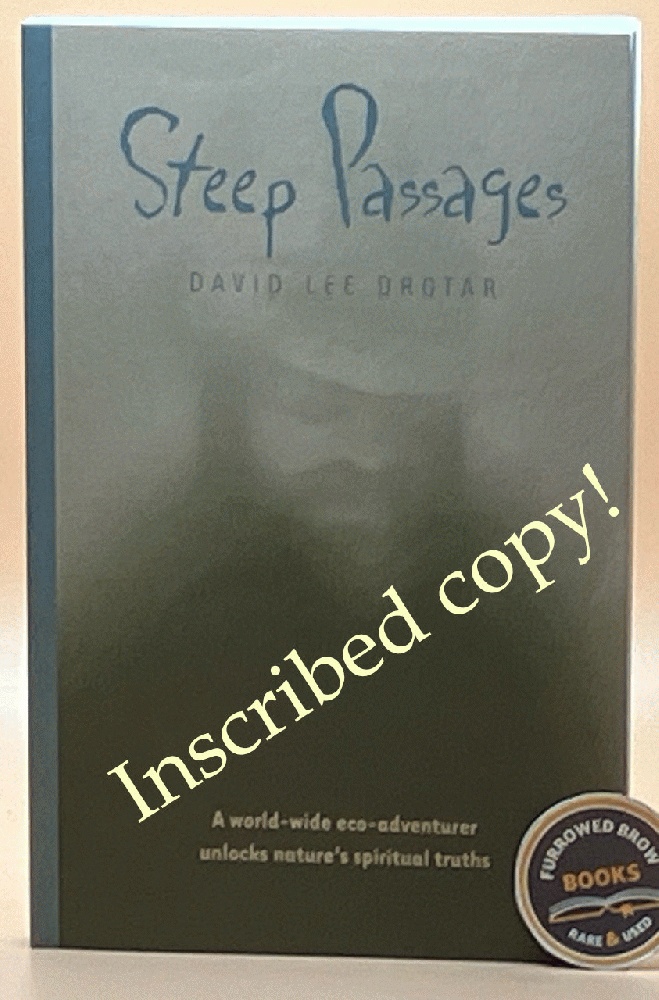 Steep Passages
DAVID LEE DROTAR
Inscribed copy!
A world-wide eco-adventurer
unlocks nature's spiritual truths
FURROWED BROW
BOOKS
RARE & USED